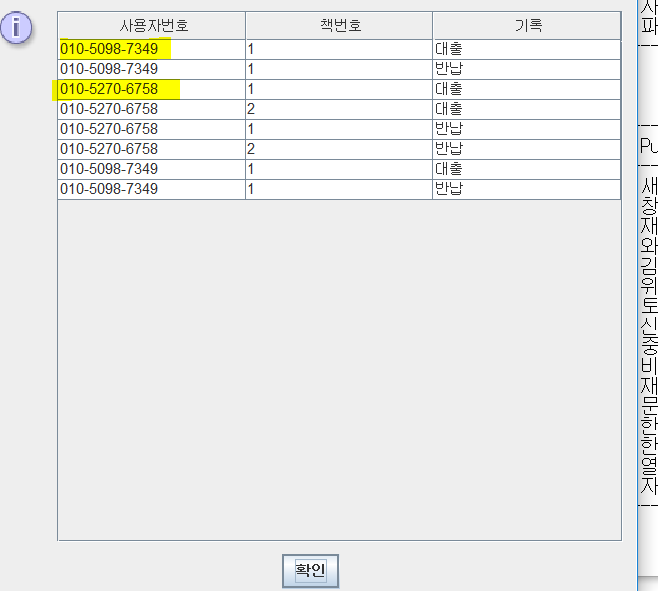 사용자번호 책번호 기록
010-5098-7349 1 대출
010-5098-7349 1 반납
010-5270-6758 1 대출
010-5270-6758 2 대출
010-5270-6758 1 반납
010-5270-6758 2 반납
010-5098-7349 1 대출
010-5098-7349 1 반납
확인
파
Pu
새
창
재
와
김
위
토
신
중
비
재
문
한
한
열
자